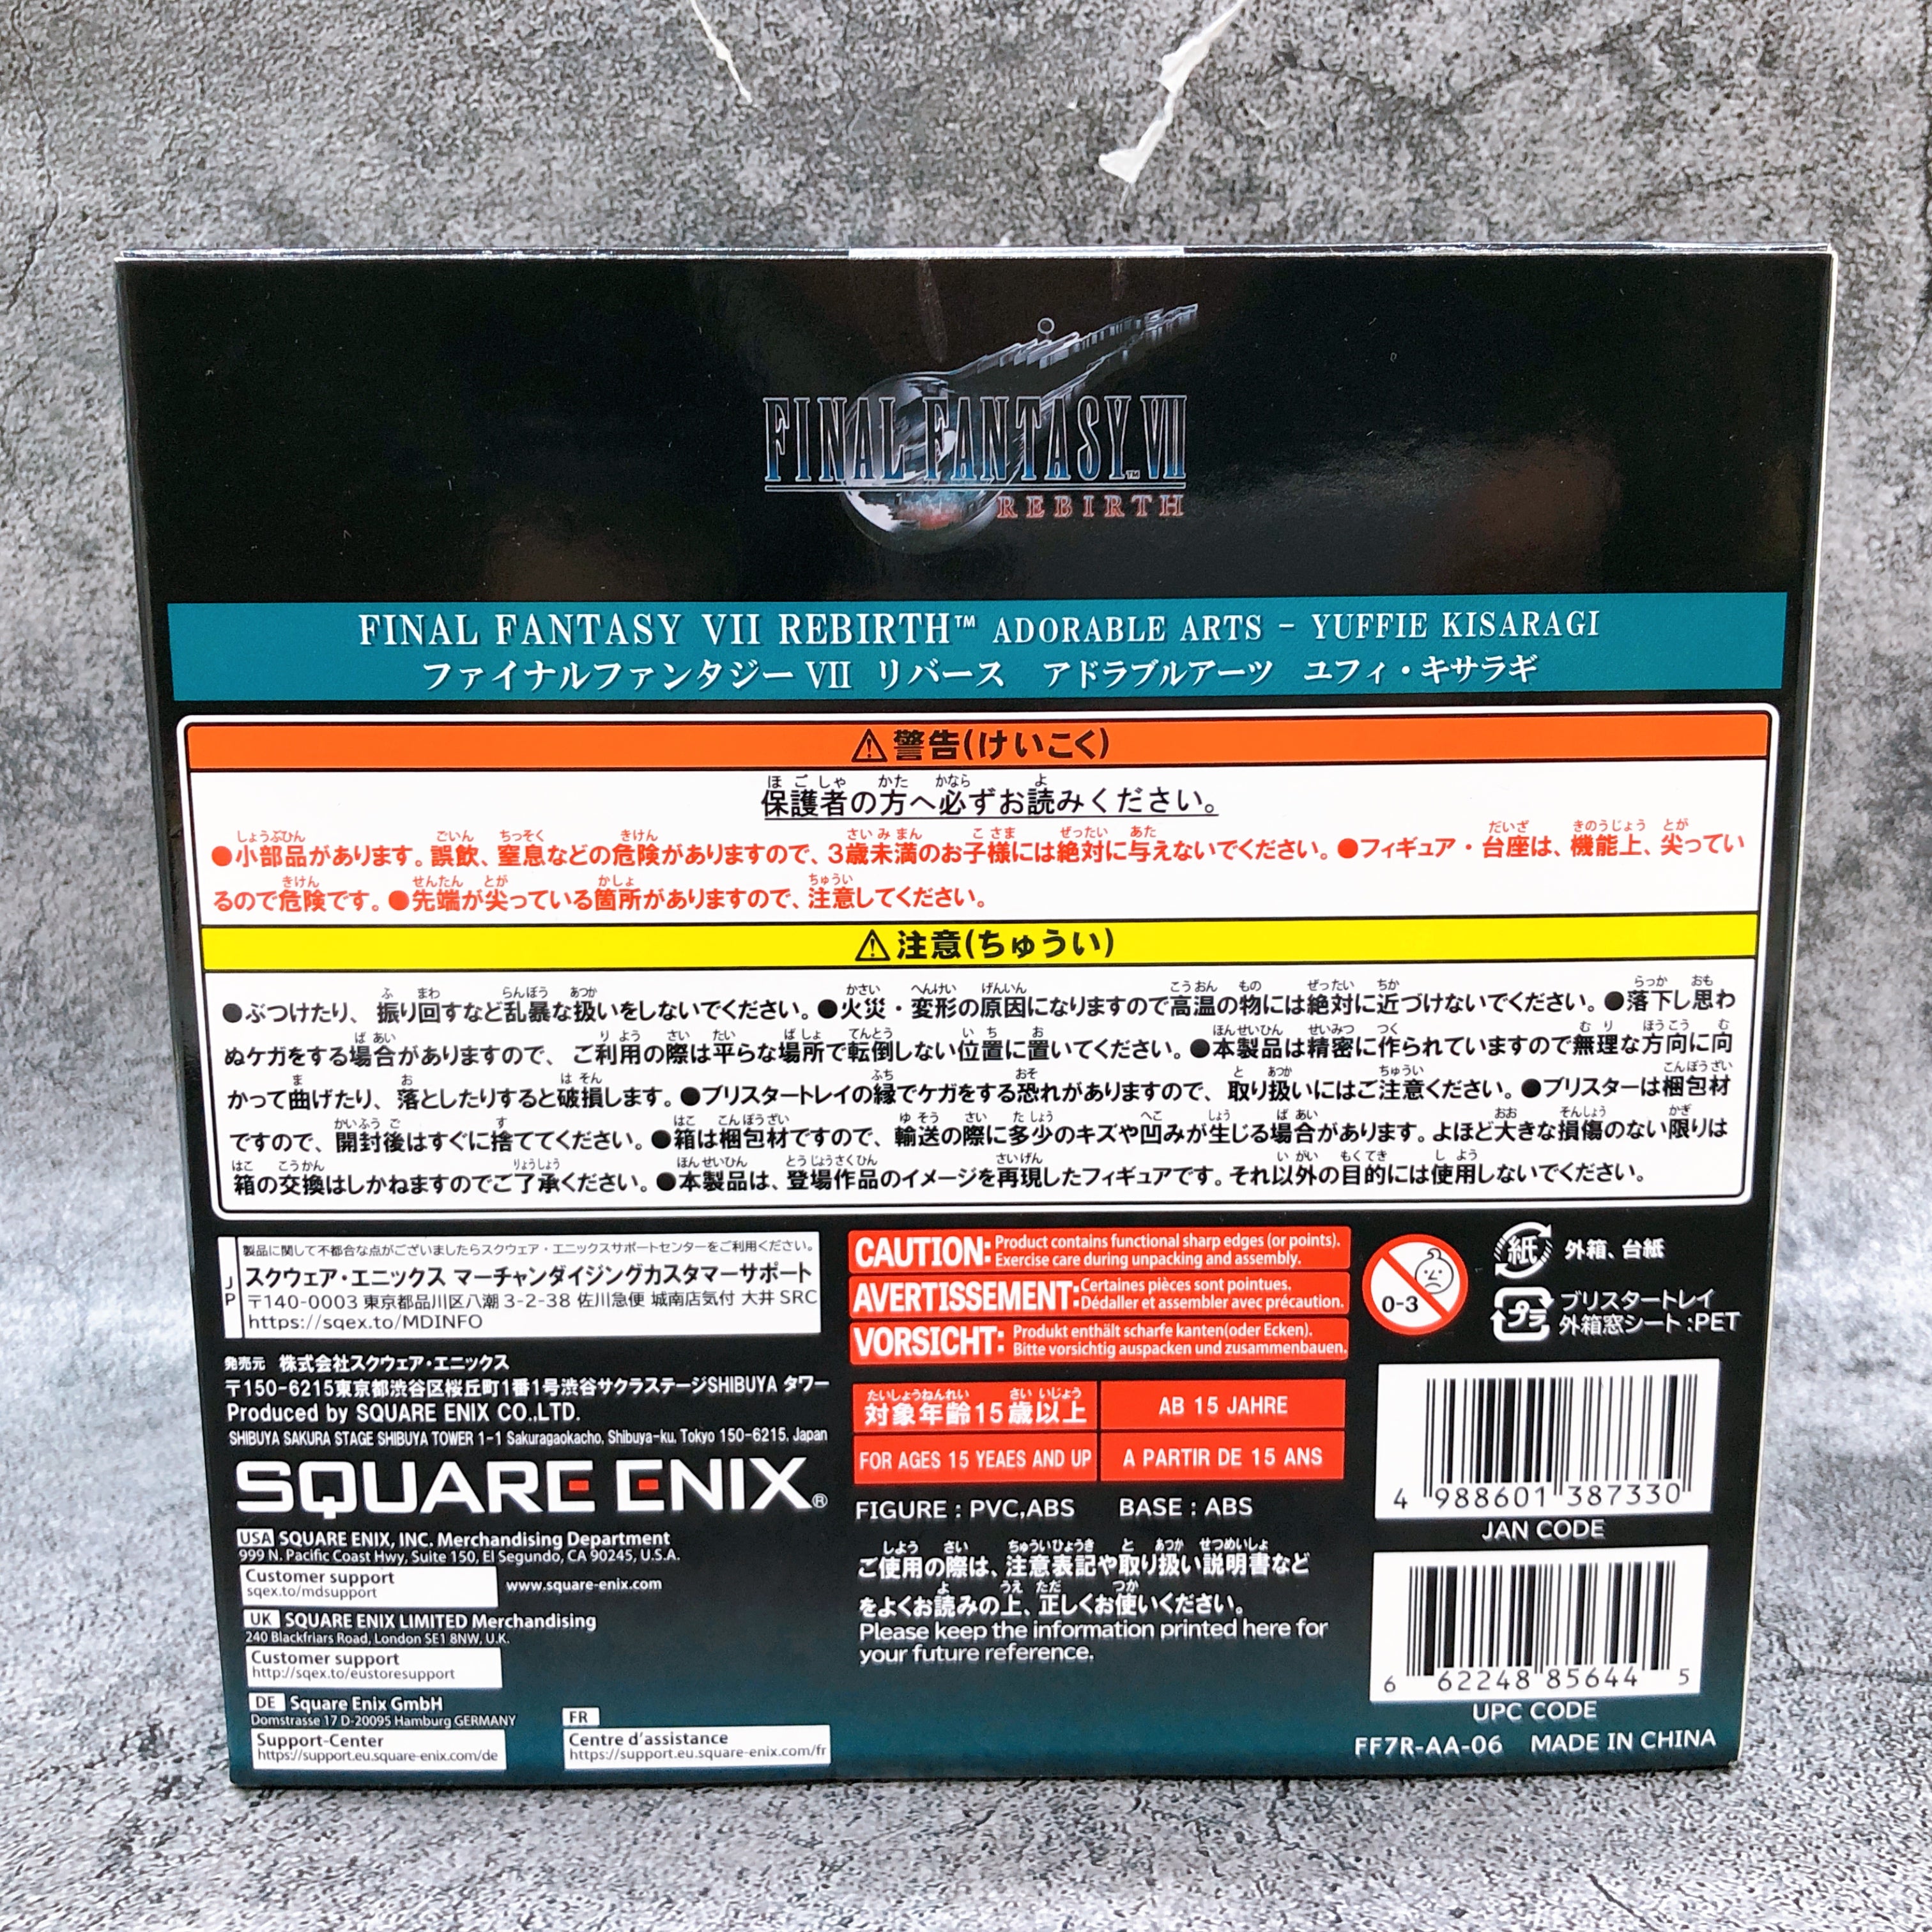 FINAL FANTASY VII
REBIRTH
FINAL FANTASY VII REBIRTH™ ADORABLE ARTS – YUFFIE KISARAGI
ファイナルファンタジー VII リバース アドラブルアーツ ユフィ・キサラギ
⚠警告(けいこく)
保護者の方へ必ずお読みください。
●小部品があります。誤飲、窒息などの危険がありますので、3歳未満のお子様には絶対に与えないでください。●フィギュア・台座は、機能上、尖ってい
るので危険です。●先端が尖っている箇所がありますので、注意してください。
⚠注意(ちゅうい)
●ぶつけたり、振り回すなど乱暴な扱いをしないでください。●火災・変形の原因になりますので高温の物には絶対に近づけないでください。●落下し思わ
ぬケガをする場合がありますので、ご利用の際は平らな場所で転倒しない位置に置いてください。●本製品は精密に作られていますので無理な方向に向
かって曲げたり、落としたりすると破損します。●ブリスタートレイの縁でケガをする恐れがありますので、取り扱いにはご注意ください。●ブリスターは梱包材
ですので、開封後はすぐに捨ててください。●箱は梱包材ですので、輸送の際に多少のキズや凹みが生じる場合があります。よほど大きな損傷のない限りは
箱の交換はしかねますのでご了承ください。●本製品は、登場作品のイメージを再現したフィギュアです。それ以外の目的には使用しないでください。
JP
製品に関して不都合な点がございましたらスクウェア・エニックスサポートセンターをご利用ください。
スクウェア・エニックス マーチャンダイジングカスタマーサポート
〒140-0003 東京都品川区八潮 3-2-38 佐川急便 城南店気付 大井 SRC
https://sqex.to/MDINFO
発売元 株式会社スクウェア・エニックス
〒150-6215東京都渋谷区桜丘町1番1号渋谷サクラステージSHIBUYA タワー
Produced by SQUARE ENIX CO.,LTD.
SHIBUYA SAKURA STAGE SHIBUYA TOWER 1-1 Sakuragaokacho, Shibuya-ku, Tokyo 150-6215, Japan
SQUARE ENIX®
USA SQUARE ENIX, INC. Merchandising Department
999 N. Pacific Coast Hwy, Suite 150, El Segundo, CA 90245, U.S.A.
Customer support
sqex.to/mdsupport
www.square-enix.com
UK SQUARE ENIX LIMITED Merchandising
240 Blackfriars Road, London SE1 8NW, U.K.
Customer support
http://sqex.to/eustoresupport
DE Square Enix GmbH
Domstrasse 17 D-20095 Hamburg GERMANY
Support-Center
https://support.eu.square-enix.com/de
FR
Centre d'assistance
https://support.eu.square-enix.com/fr
CAUTION: Product contains functional sharp edges (or points).
Exercise care during unpacking and assembly.
AVERTISSEMENT: Certaines pièces sont pointues.
Dédaller et assembler avec précaution.
VORSICHT: Produkt enthält scharfe kanten(oder Ecken).
Bitte vorsichtig auspacken und zusammenbauen.
対象年齢15歳以上
AB 15 JAHRE
FOR AGES 15 YEAES AND UP
A PARTIR DE 15 ANS
FIGURE : PVC,ABS BASE : ABS
ご使用の際は、注意表記や取り扱い説明書など
をよくお読みの上、正しくお使いください。
Please keep the information printed here for
your future reference.
0-3
紙 外箱、台紙
プラ ブリスタートレイ
外箱窓シート :PET
4 988601 387330
JAN CODE
6 62248 85644 5
UPC CODE
FF7R-AA-06 MADE IN CHINA